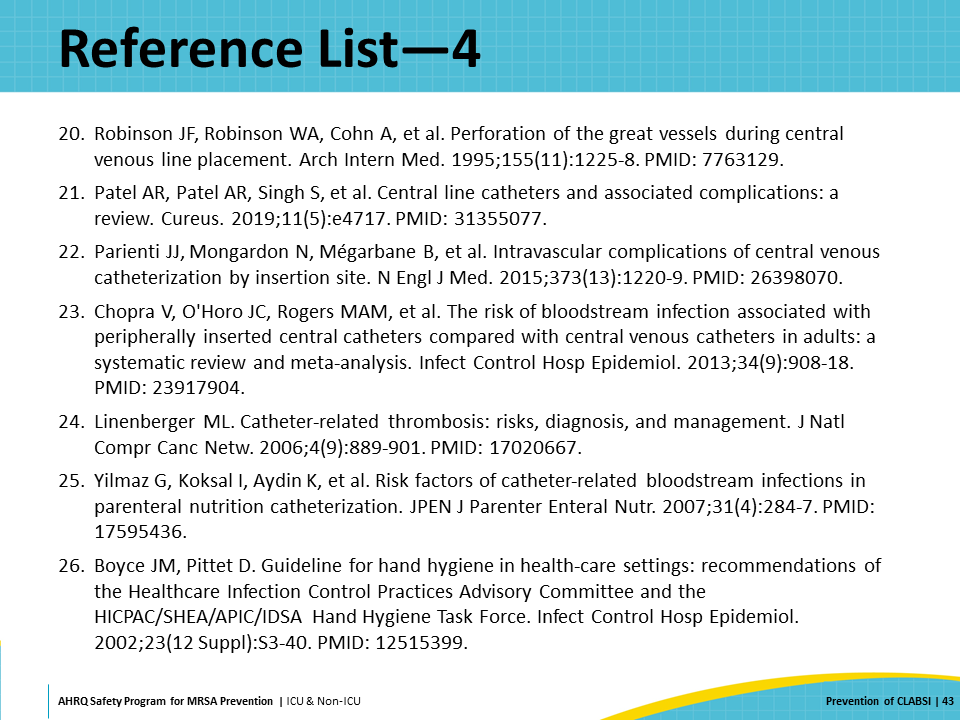 Reference List—4
20. Robinson JF, Robinson WA, Cohn A, et al. Perforation of the great vessels during central
venous line placement. Arch Intern Med. 1995;155(11):1225-8. PMID: 7763129.
21. Patel AR, Patel AR, Singh S, et al. Central line catheters and associated complications: a
review. Cureus. 2019;11(5):e4717. PMID: 31355077.
22. Parienti JJ, Mongardon N, Mégarbane B, et al. Intravascular complications of central venous
catheterization by insertion site. N Engl J Med. 2015;373(13):1220-9. PMID: 26398070.
23. Chopra V, O'Horo JC, Rogers MAM, et al. The risk of bloodstream infection associated with
peripherally inserted central catheters compared with central venous catheters in adults: a
systematic review and meta-analysis. Infect Control Hosp Epidemiol. 2013;34(9):908-18.
PMID: 23917904.
24. Linenberger ML. Catheter-related thrombosis: risks, diagnosis, and management. J Natl
Compr Canc Netw. 2006;4(9):889-901. PMID: 17020667.
25. Yilmaz G, Koksal I, Aydin K, et al. Risk factors of catheter-related bloodstream infections in
parenteral nutrition catheterization. JPEN J Parenter Enteral Nutr. 2007;31(4):284-7. PMID:
17595436.
26. Boyce JM, Pittet D. Guideline for hand hygiene in health-care settings: recommendations of
the Healthcare Infection Control Practices Advisory Committee and the
HICPAC/SHEA/APIC/IDSA Hand Hygiene Task Force. Infect Control Hosp Epidemiol.
2002;23(12 Suppl):S3-40. PMID: 12515399.
AHRQ Safety Program for MRSA Prevention | ICU & Non-ICU
Prevention of CLABSI | 43